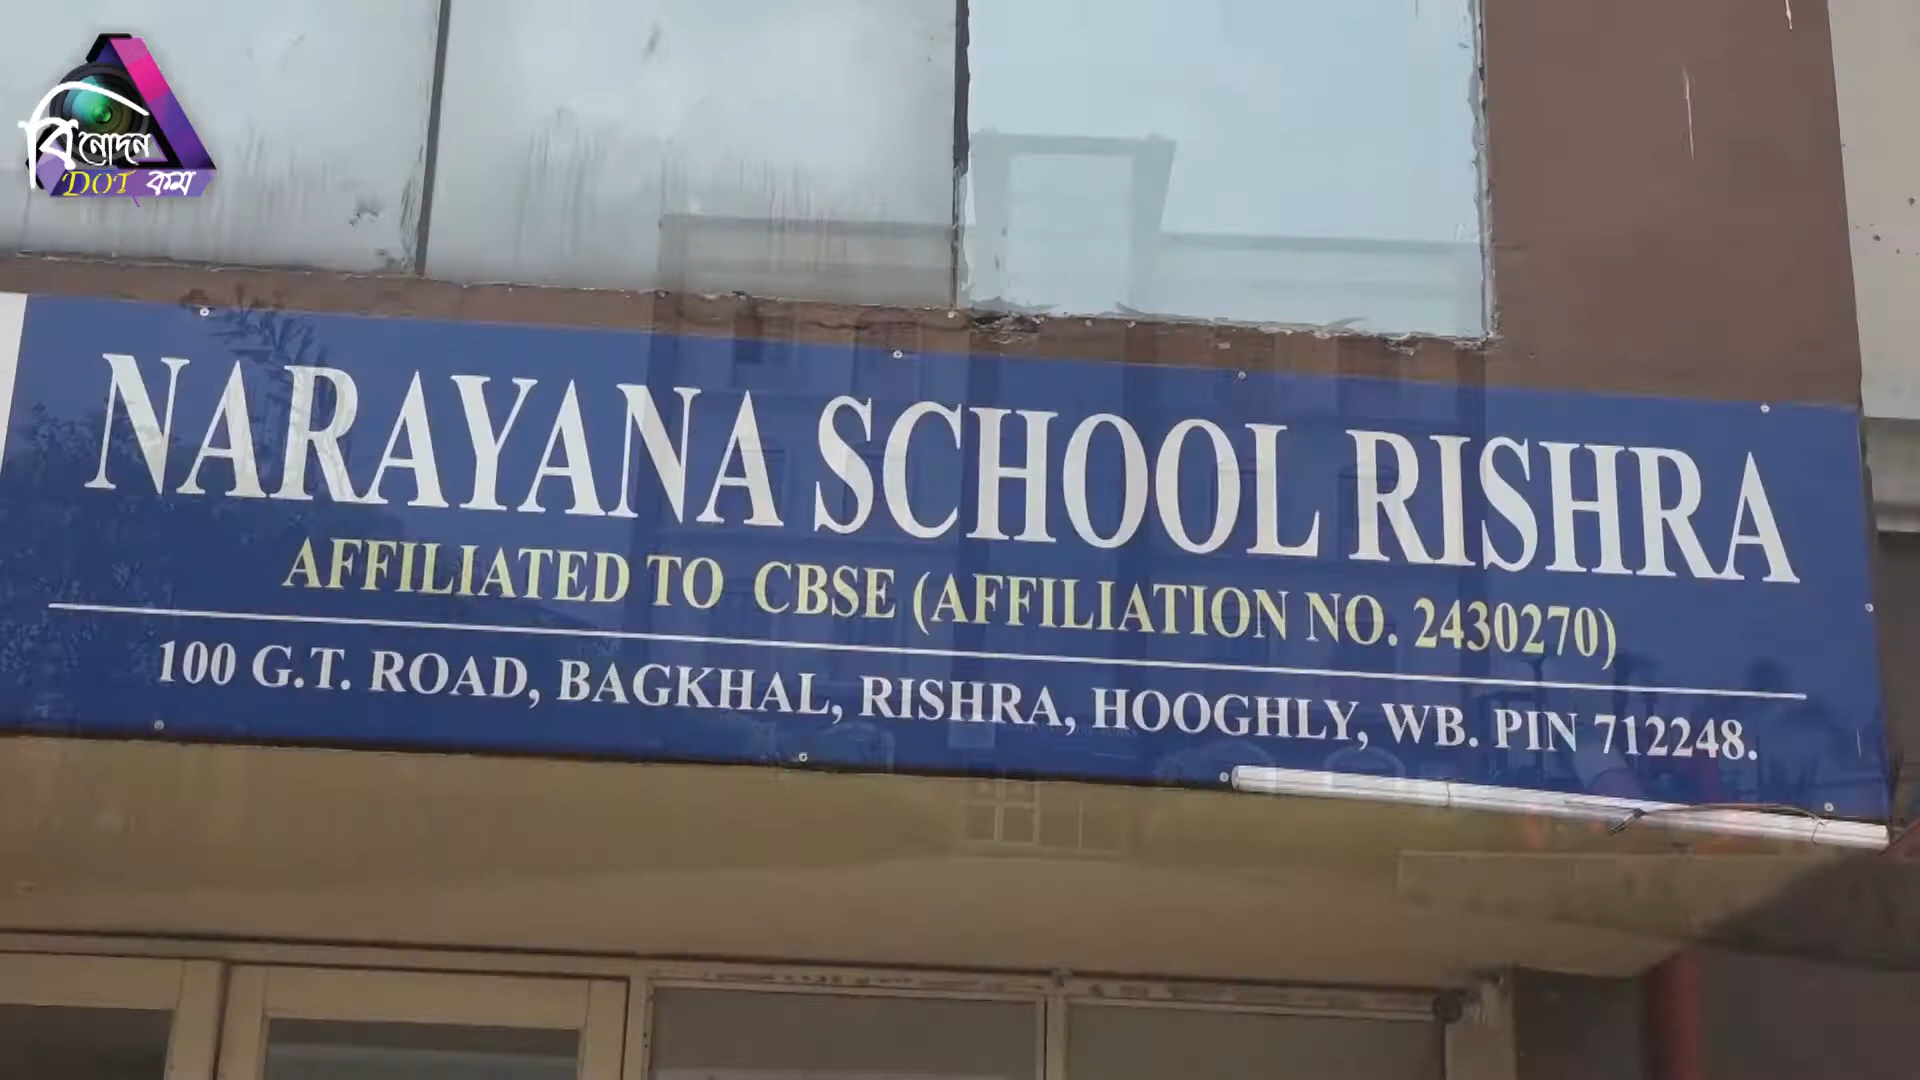 বিনোদন
DOT কম
NARAYANA SCHOOL RISHRA
AFFILIATED TO CBSE (AFFILIATION NO. 2430270)
100 G.T. ROAD, BAGKHAL, RISHRA, HOOGHLY, WB. PIN 712248.